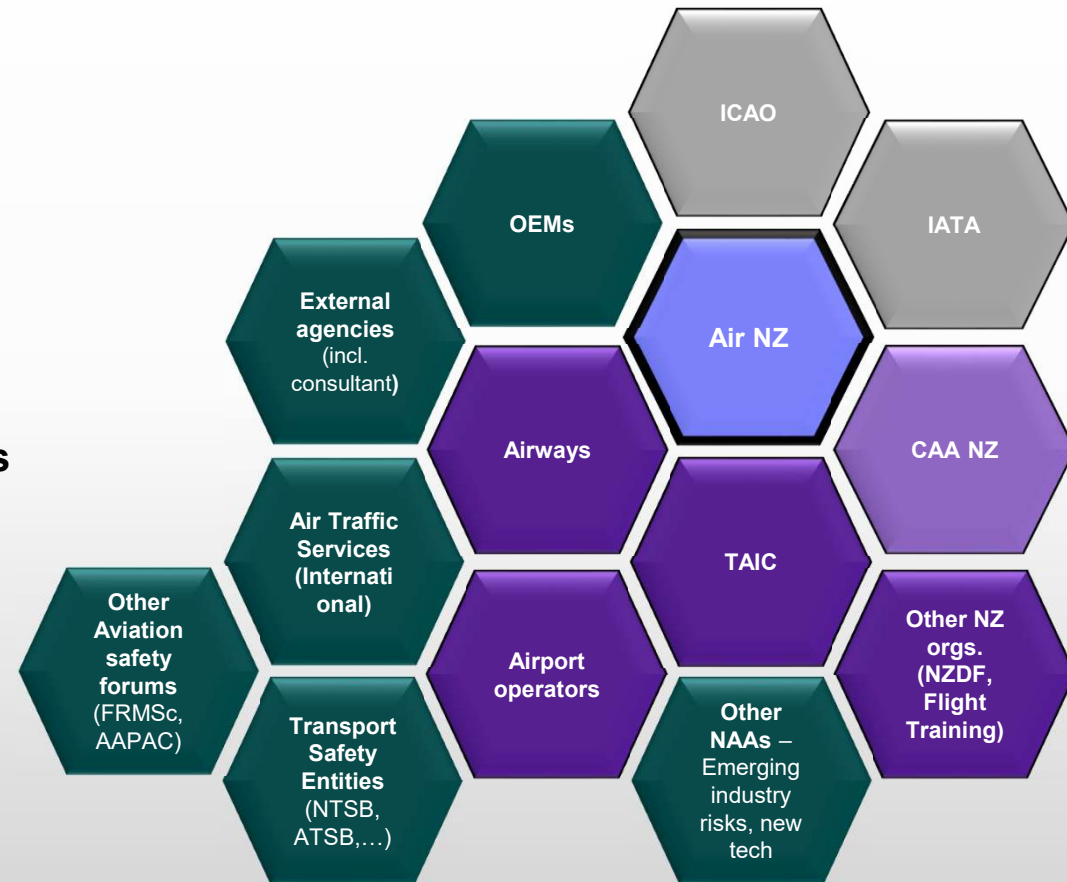 ICAO
OEMs
IATA
External
agencies
(incl.
consultant)
Air NZ
s
Airways
CAA NZ
Air Traffic
Services
(Internati
onal)
TAIC
Other
Aviation
safety
forums
(FRMSc,
AAPAC)
Airport
operators
Other NZ
orgs.
(NZDF,
Flight
Training)
Transport
Safety
Entities
(NTSB,
ATSB,…)
Other
NAAs –
Emerging
industry
risks, new
tech